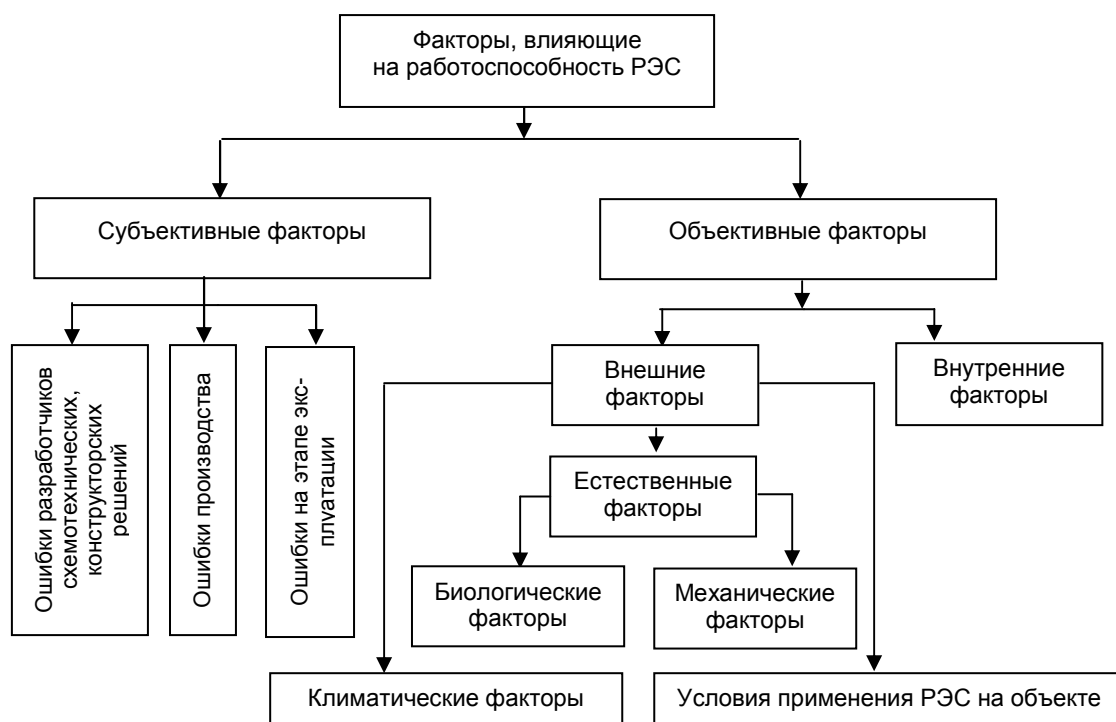 Факторы, влияющие
на работоспособность РЭС
Субъективные факторы
Объективные факторы
Ошибки разработчиков
схемотехнических,
конструкторских
решений
Ошибки производства
Ошибки на этапе экс-
плуатации
Внешние
факторы
Внутренние
факторы
Естественные
факторы
Биологические
факторы
Механические
факторы
Климатические факторы
Условия применения РЭС на объекте